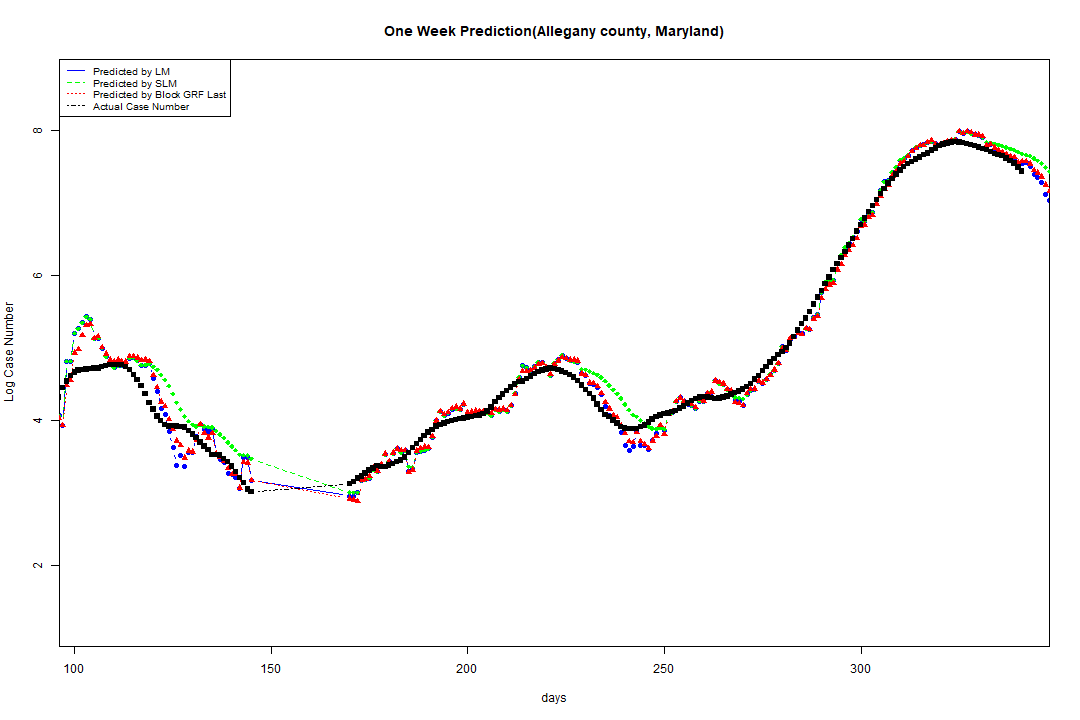 One Week Prediction(Allegany county, Maryland)
Predicted by LM
Predicted by SLM
Predicted by Block GRF Last
Actual Case Number
Log Case Number
8
6
4
2
100 150 200 250 300
days